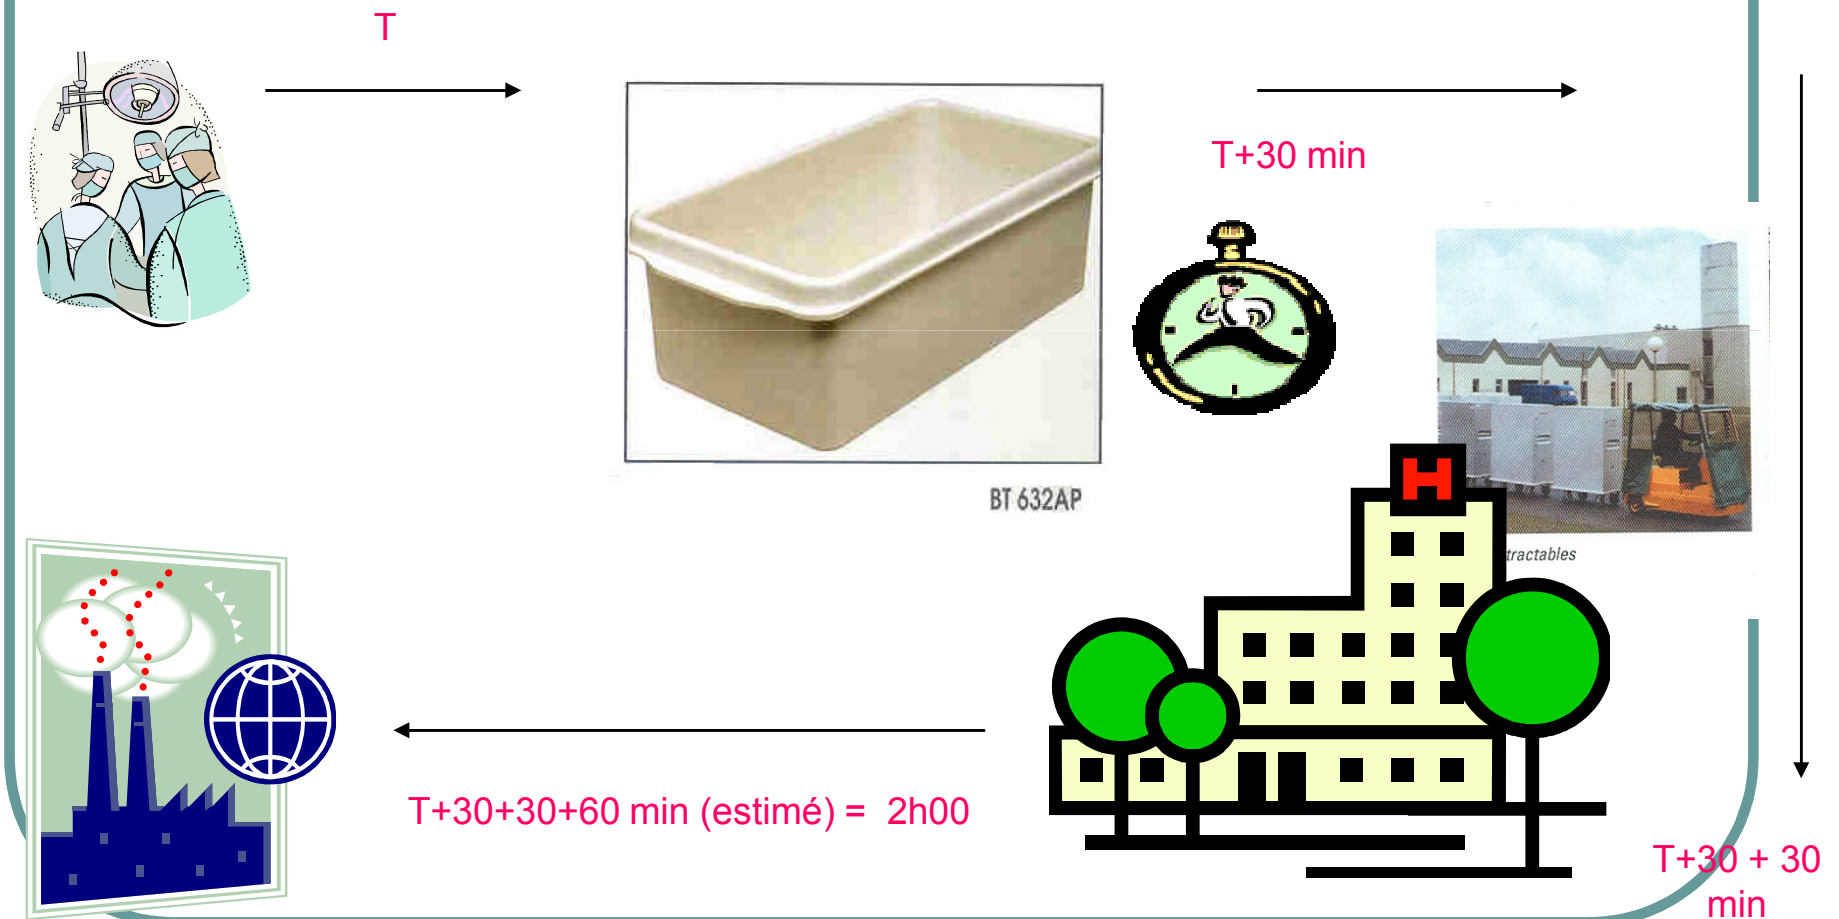 T
T+30 min
BT 632AP
H
tractables
T+30+30+60 min (estimé) = 2h00
T+30 + 30
min